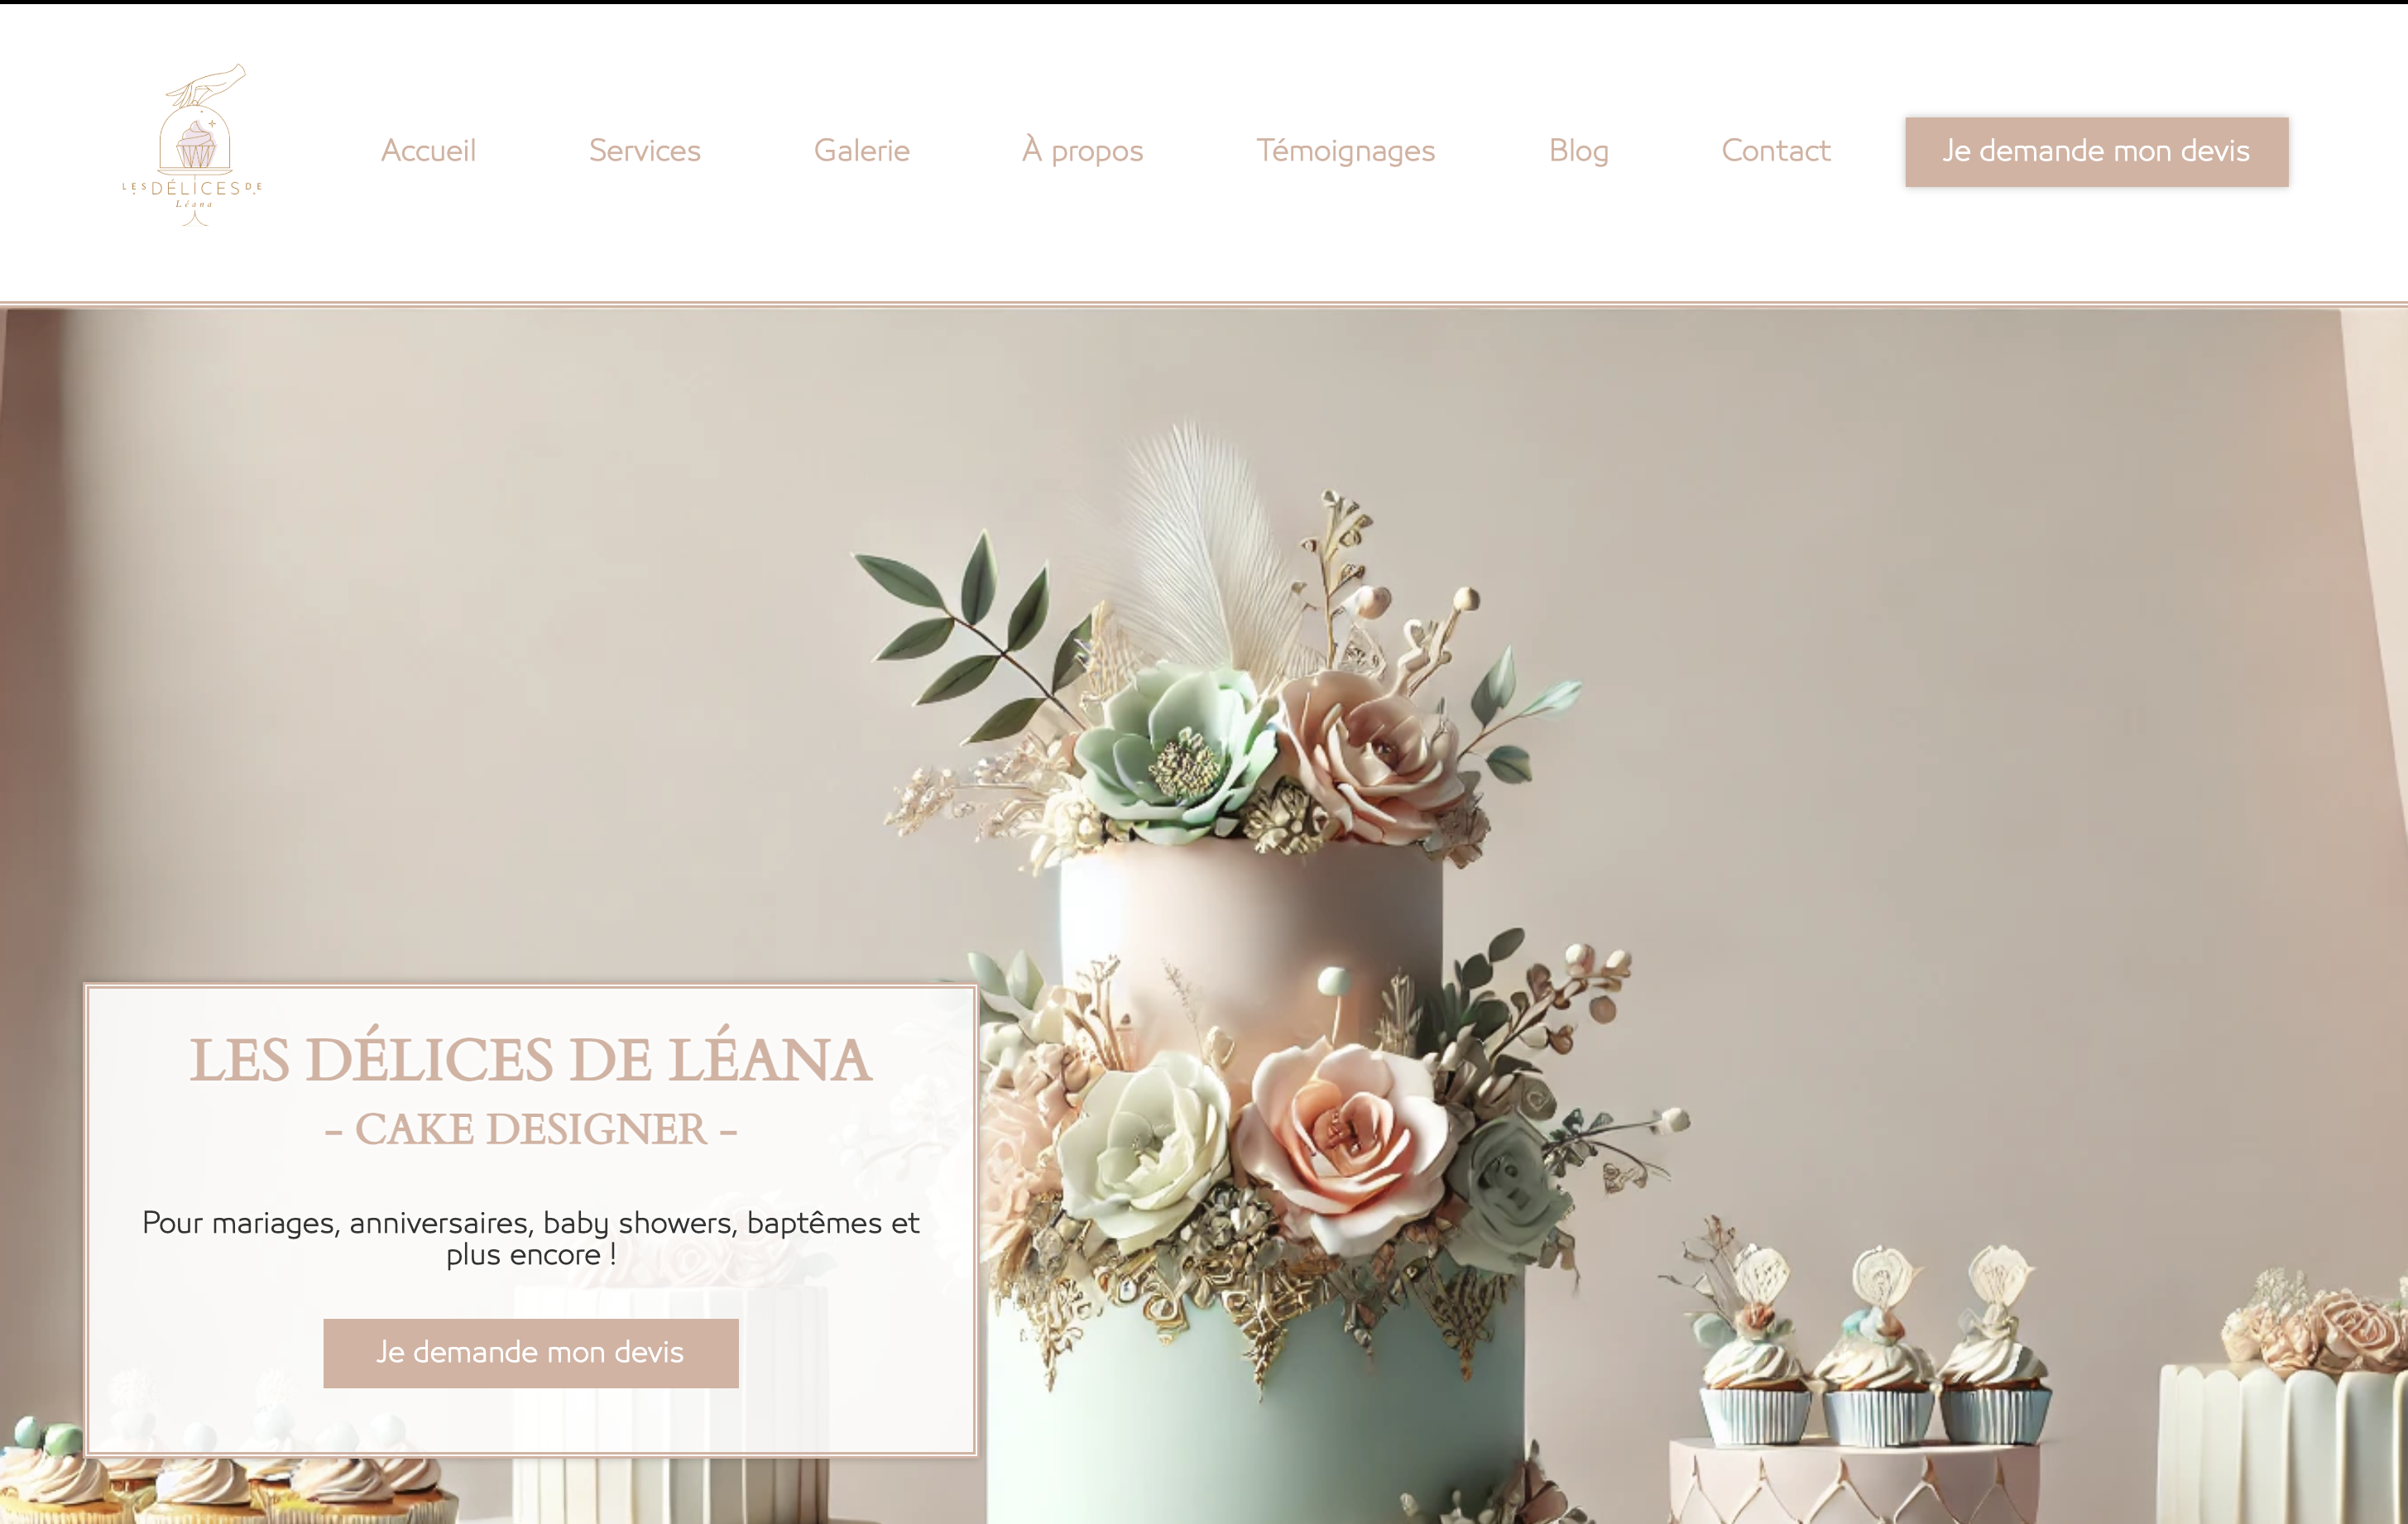 LES DÉLICES DE
Léana
Accueil
Services
Galerie
À propos
Témoignages
Blog
Contact
Je demande mon devis
LES DÉLICES DE LÉANA
- CAKE DESIGNER -
Pour mariages, anniversaires, baby showers, baptêmes et
plus encore !
Je demande mon devis